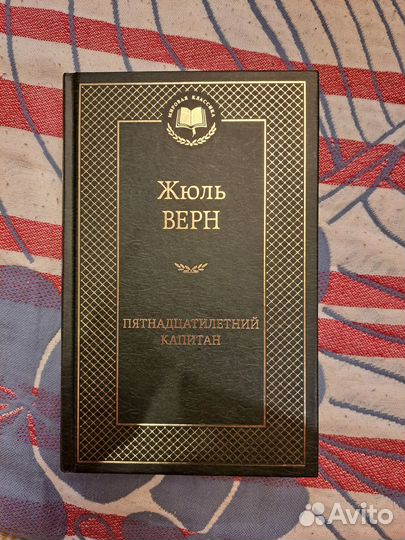 МИРОВАЯ КЛАССИКА
Жюль
ВЕРН
ПЯТНАДЦАТИЛЕТНИЙ
КАПИТАН
Avito